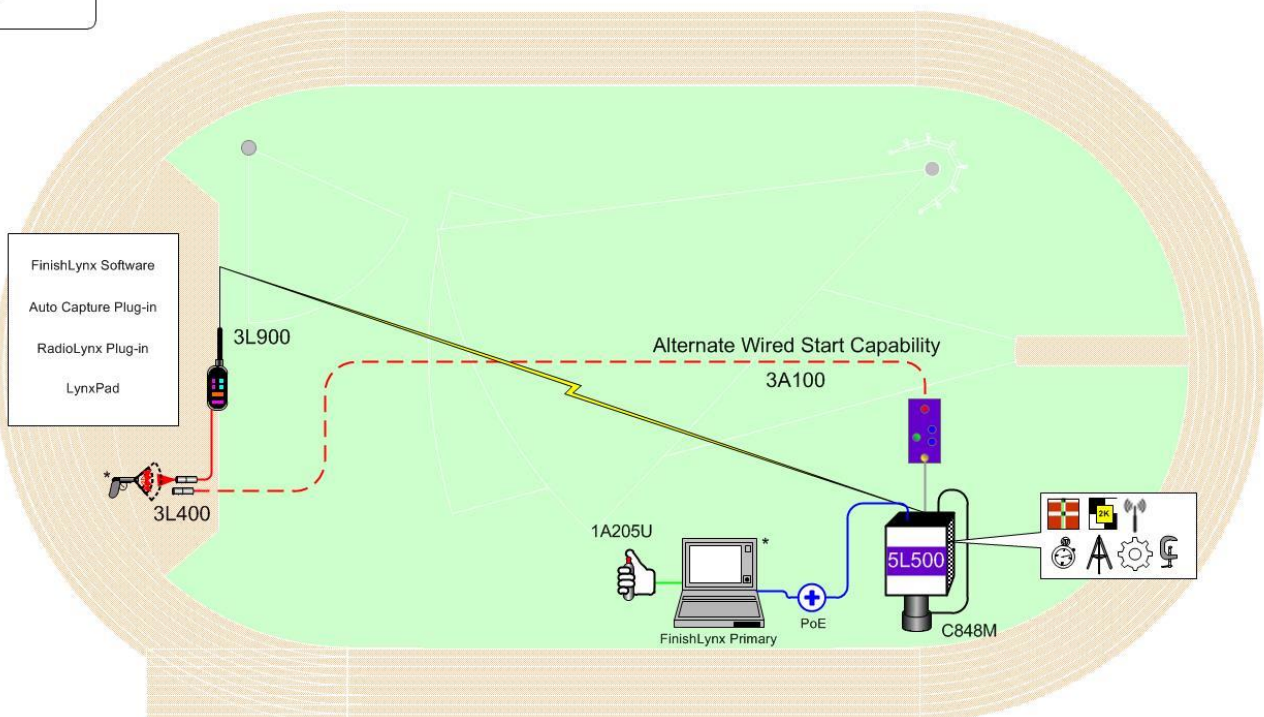 FinishLynx Software
Auto Capture Plug-in
RadioLynx Plug-in
LynxPad
3L900
Alternate Wired Start Capability
3A100
*
3L400
1A205U
*
FinishLynx Primary
PoE
5L500
C848M
2K